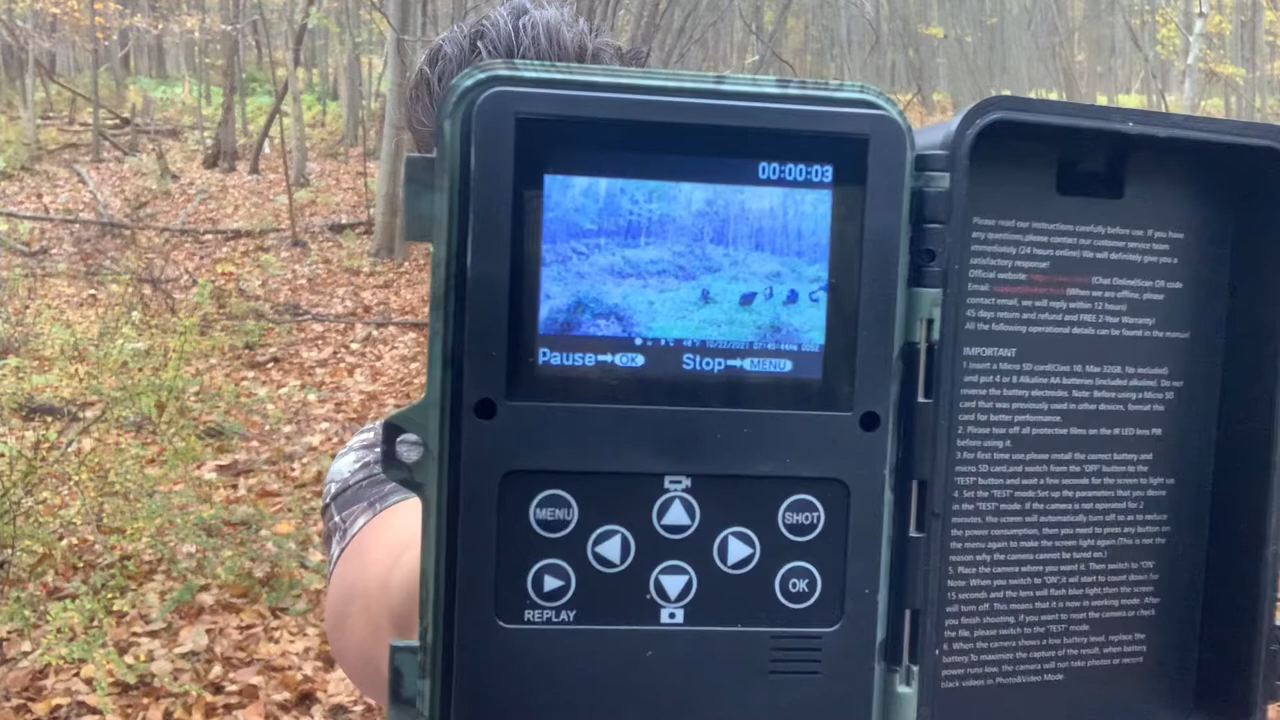 00:00:03
10/23/2021 07:45:44AM 0052
Pause→OK Stop→MENU
MENU
SHOT
OK
REPLAY
Please read our instructions carefully before use. If you have
any questions,please contact our customer service team
immediately (24 hours online) We will definitely give you a
satisfactory response!
Official website: (Chat Online)Scan QR code
Email: (When we are offline, please
contact email, we will reply within 12 hours)
45 days return and refund and FREE 2-Year Warranty!
All the following operational details can be found in the manual
IMPORTANT
1 Insert a Micro SD card(Class 10, Max 32GB, No included)
and put 4 or 8 Alkaline AA batteries (included alkaline). Do not
reverse the battery electrodes. Note: Before using a Micro SD
card that was previously used in other devices, format this
card for better performance.
2. Please tear off all protective films on the IR LED lens PIR
before using it.
3 For first time use,please install the correct battery and
micro SD card,and switch from the "OFF" button to the
"TEST" button and wait a few seconds for the screen to light us
4. Set the "TEST" mode:Set up the parameters that you desire
in the "TEST" mode. If the camera is not operated for 2
minutes, the screen will automatically turn off so as to reduce
the power consumption, then you need to press any button on
the menu again to make the screen light again.(This is not the
reason why the camera cannot be tuned on.)
5. Place the camera where you want it. Then switch to "ON"
Note: When you switch to "ON",it wil start to count down for
15 seconds and the lens will flash blue light,then the screen
will turn off. This means that it is now in working mode. After
you finish shooting, if you want to reset the camera or check
the file, please switch to the "TEST" mode.
6. When the camera shows a low battery level, replace the
battery.To maximize the capture of the result, when battery
power runs low, the camera will not take photos or record
black videos in Photo&Video Mode.